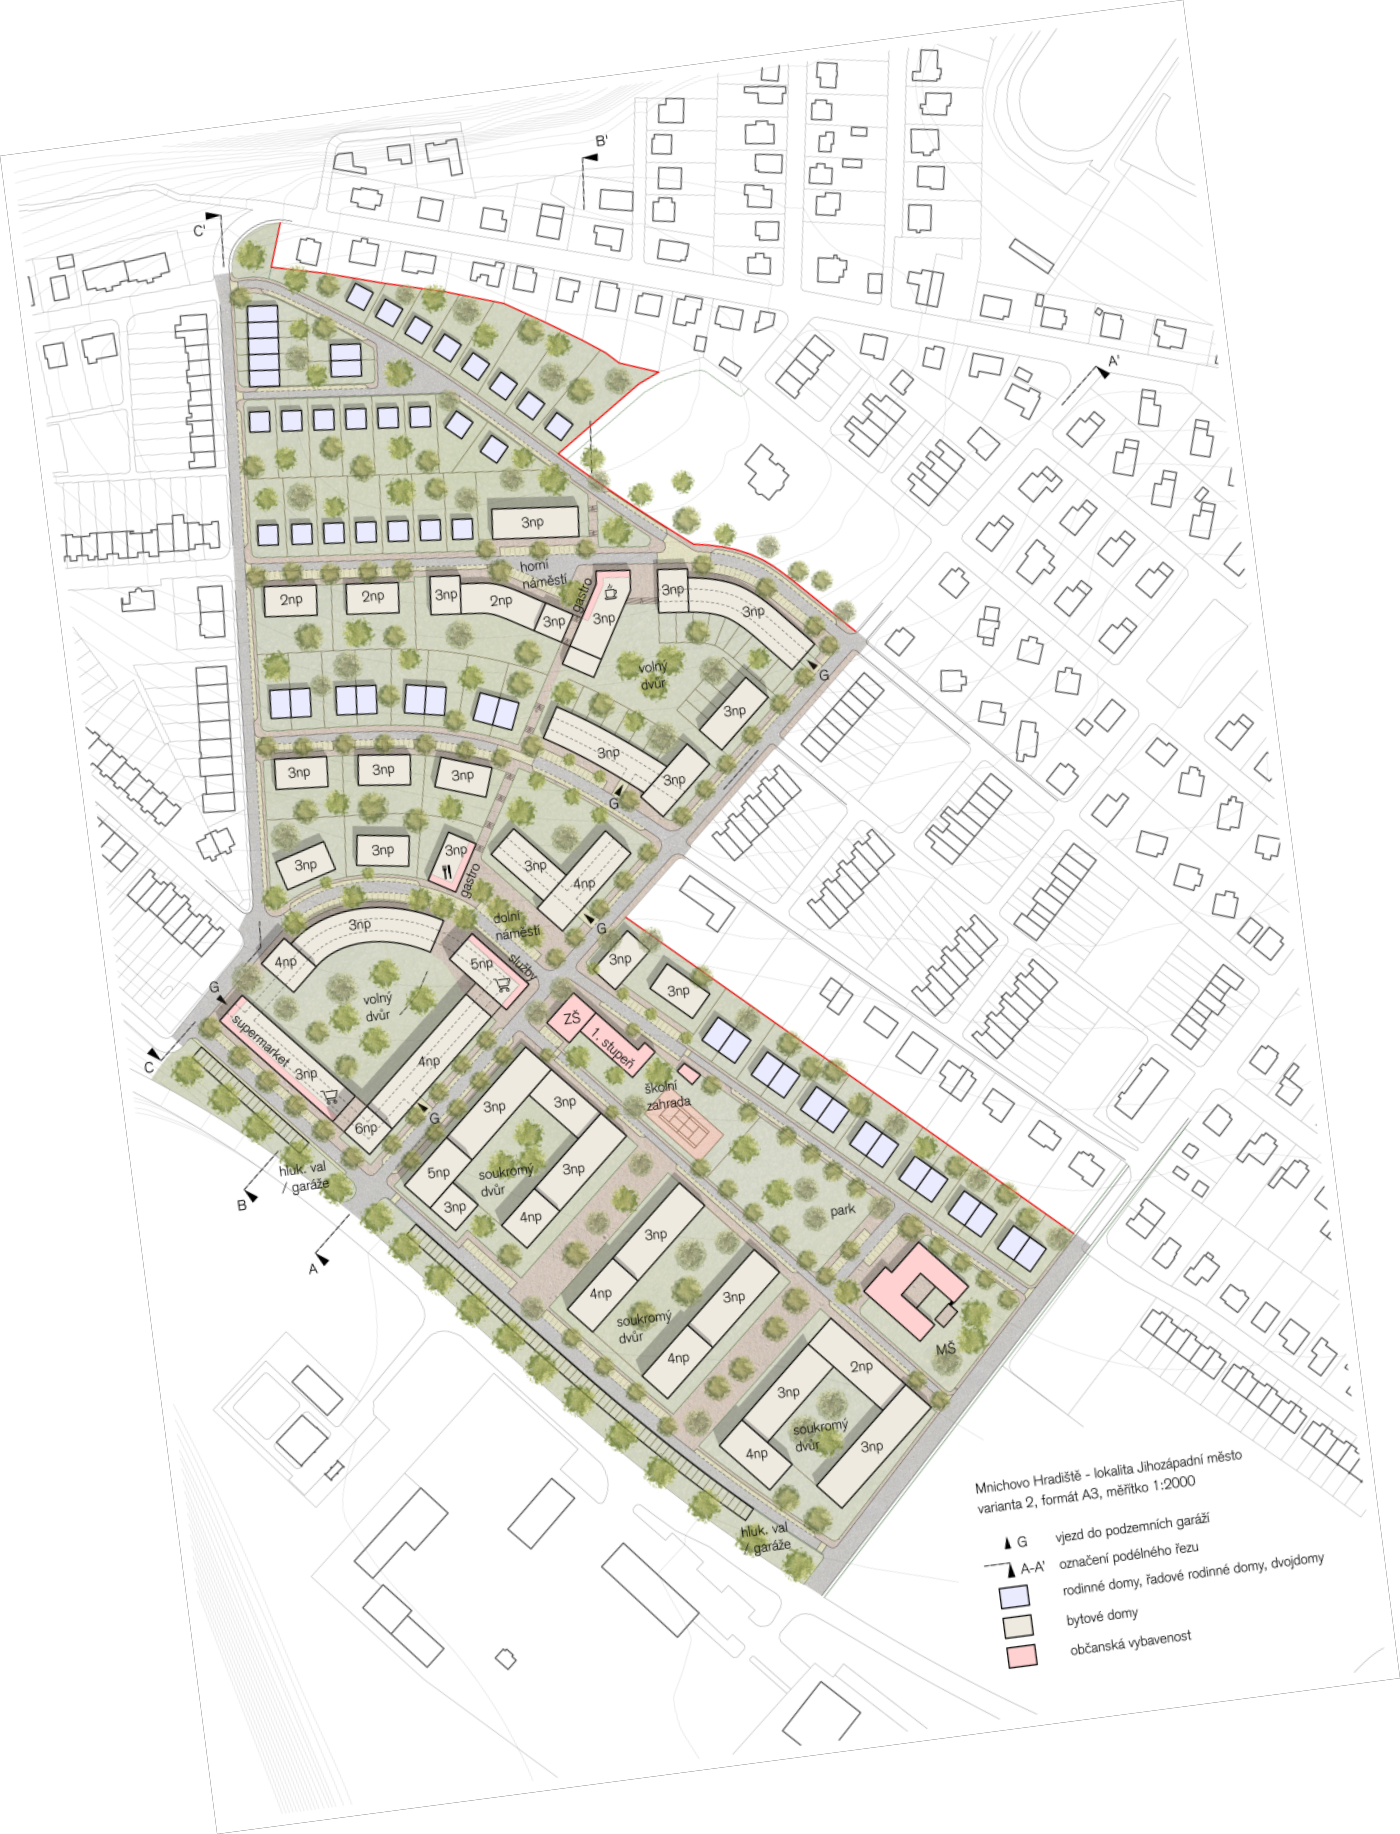 B'
C'
A'
3np
horní
náměstí
gastro
2np
2np
3np
2np
3np
3np
3np
3np
G
volný
dvůr
3np
3np
3np
G
3np
3np
3np
3np
3np
3np
gastro
3np
4np
G
dolní
náměstí
3np
4np
5np
služby
3np
3np
G
volný
dvůr
supermarket
3np
4np
6np
G
C
ZŠ
1. stupeň
školní
zahrada
hluk. val
/ garáže
B
A
3np
3np
5np
3np
soukromý
dvůr
3np
4np
park
3np
4np
soukromý
dvůr
3np
4np
MŠ
2np
3np
soukromý
dvůr
4np
3np
hluk. val
/ garáže
Mnichovo Hradiště - lokalita Jihozápadní město
varianta 2, formát A3, měřítko 1:2000
G vjezd do podzemních garáží
A-A' označení podélného řezu
rodinné domy, řadové rodinné domy, dvojdomy
bytové domy
občanská vybavenost